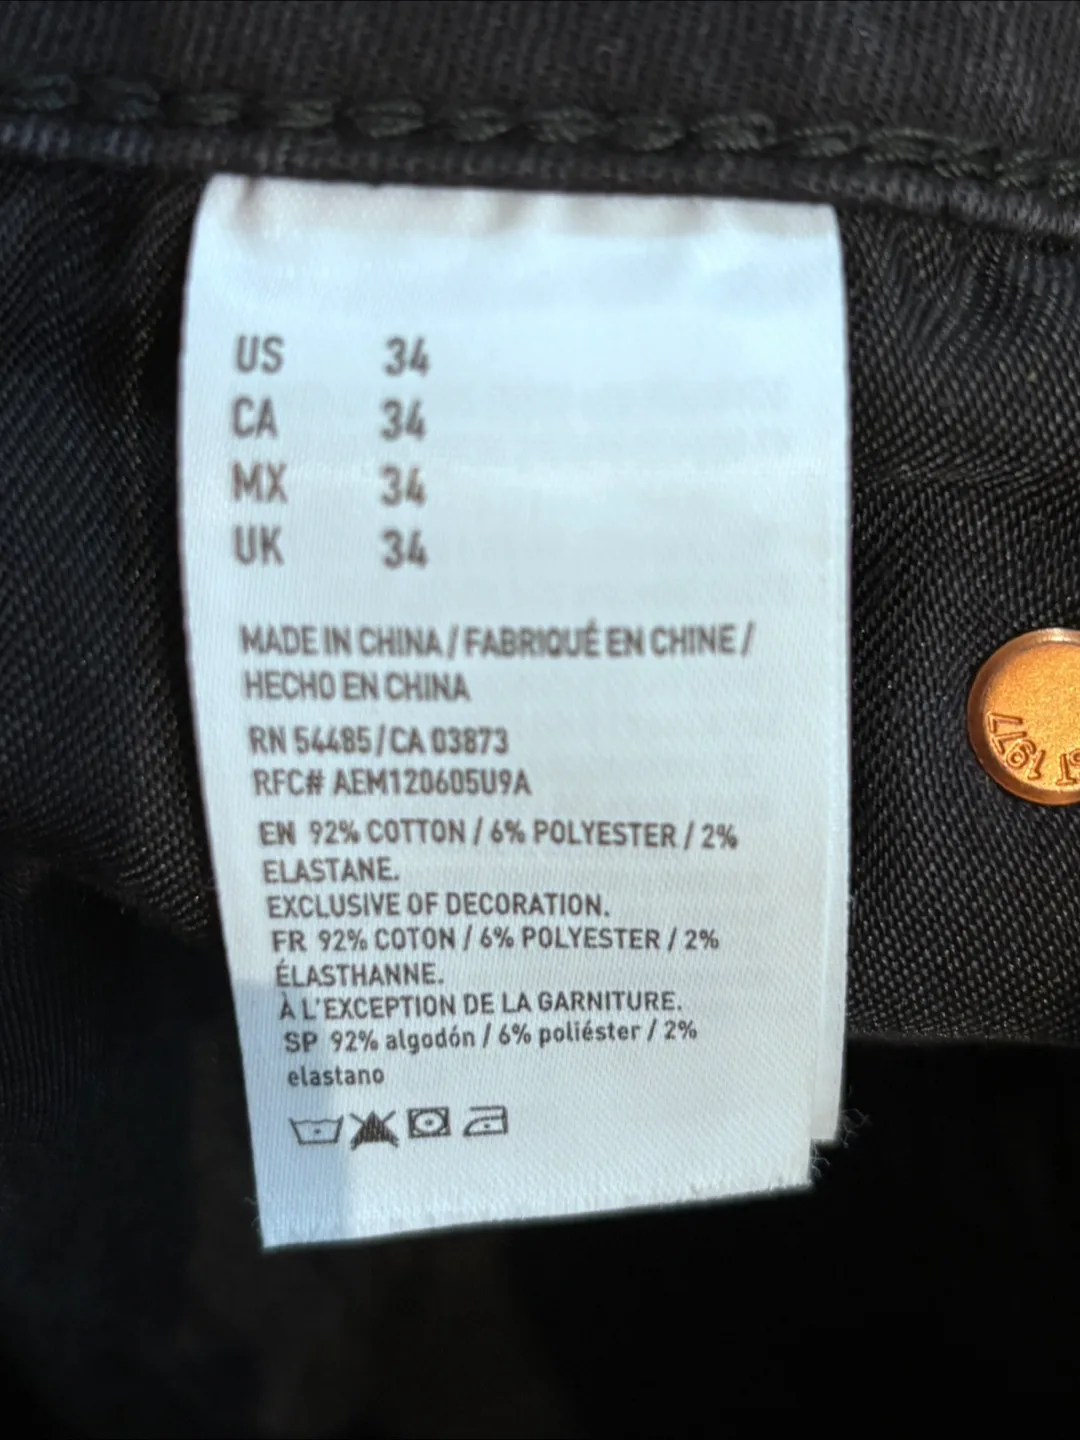 US 34
CA 34
MX 34
UK 34
MADE IN CHINA / FABRIQUÉ EN CHINE /
HECHO EN CHINA
RN 54485/CA 03873
RFC# AEM120605U9A
EN 92% COTTON / 6% POLYESTER / 2%
ELASTANE.
EXCLUSIVE OF DECORATION.
FR 92% COTON / 6% POLYESTER / 2%
ÉLASTHANNE.
À L'EXCEPTION DE LA GARNITURE.
SP 92% algodón / 6% poliéster / 2%
elastano
1977